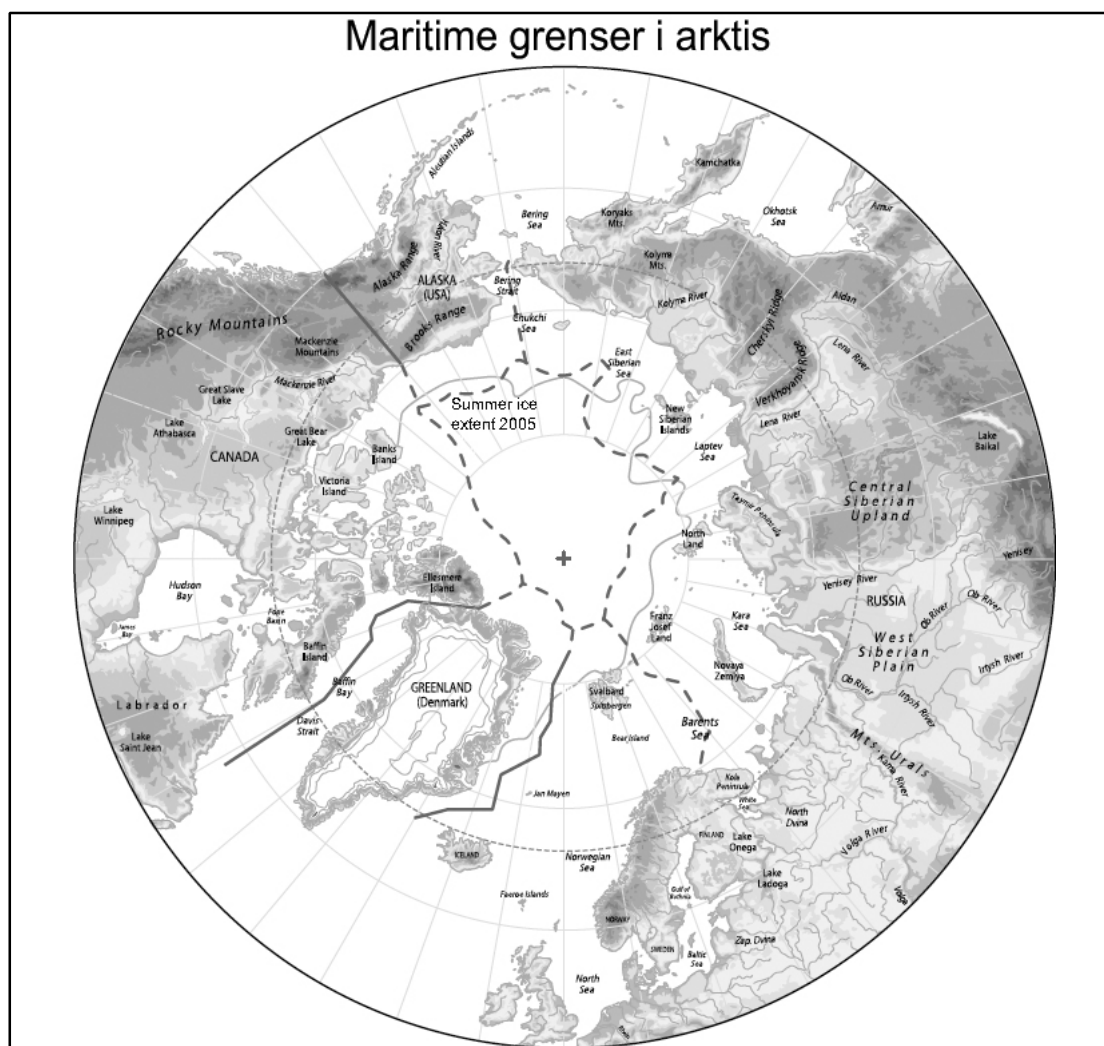 Maritime grenser i arktis
Aleutian Islands
Kamchatka
Bering
Sea
Koryaks
Mts.
Okhotsk
Sea
Amur
Yukon River
Alaska Range
ALASKA
(USA)
Bering
Strait
Kolyma
Mts.
Kolyma River
Cherskyi Ridge
Aldan
Rocky Mountains
Brooks Range
Chukchi
Sea
Mackenzie
Mountains
East
Siberian
Sea
Verkhoyansk Ridge
Lena River
Great Slave
Lake
Mackenzie River
Summer ice
extent 2005
New
Siberian
Islands
Lena River
Lake
Athabasca
Great Bear
Lake
Banks
Island
Laptev
Sea
Lake
Baikal
CANADA
Victoria
Island
Central
Siberian
Upland
Lake
Winnipeg
Taymir Peninsula
North
Land
Yenisey
Hudson
Bay
Ellesmere
Island
Yenisey River
RUSSIA
Ob River
Ob River
James
Bay
Foxe
Basin
Franz
Josef
Land
Kara
Sea
West
Siberian
Plain
Baffin
Island
Baffin
Bay
Novaya
Zemlya
Irtysh River
Labrador
GREENLAND
(Denmark)
Svalbard
Spitsbergen
Ob River
Irtysh River
Davis
Strait
Barents
Sea
Lake
Saint Jean
Bear Island
Mts. Urals
Kama River
Jan Mayen
Kola
Peninsula
White
Sea
North
Dvina
ICELAND
Norwegian
Sea
FINLAND
Lake
Onega
Volga River
Faeroe Islands
Gulf of
Bothnia
Lake
Ladoga
Volga
NORWAY
SWEDEN
Baltic
Sea
Zap. Dvina
North
Sea
Rhein